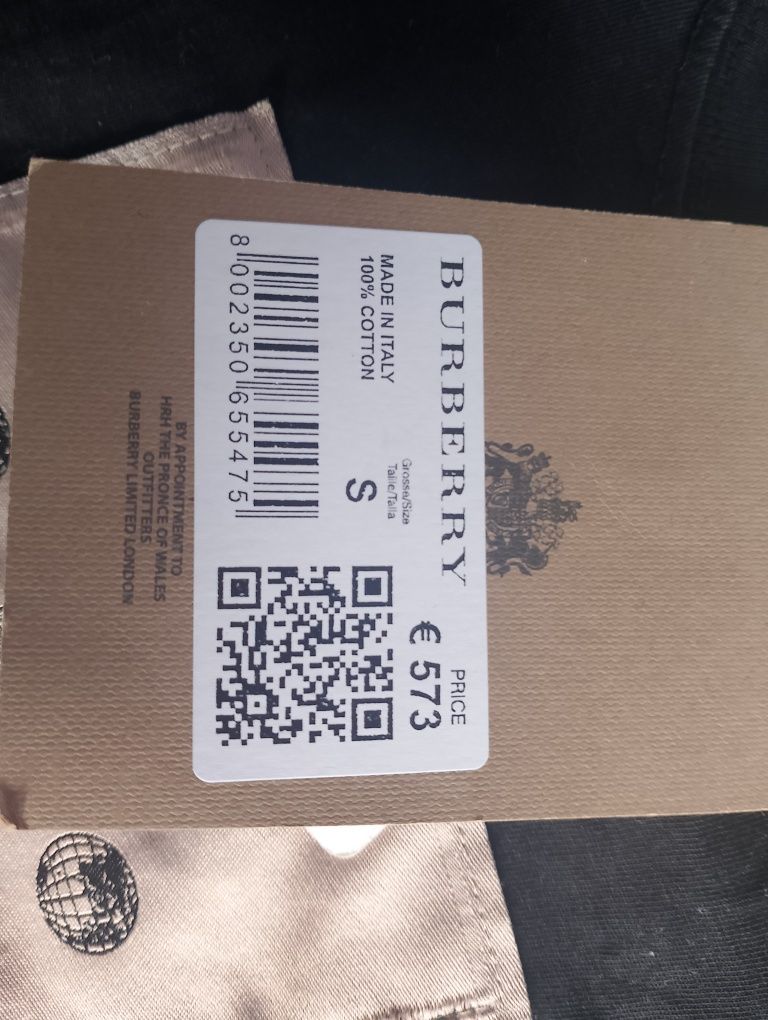 BURBERRY
PRICE
€ 573
Grosse/Size
Taille/Talla
S
MADE IN ITALY
100% COTTON
8 002350 655475
BY APPOINTMENT TO
HRH THE PRONCE OF WALES
OUTFITTERS
BURBERRY LIMITED LONDON